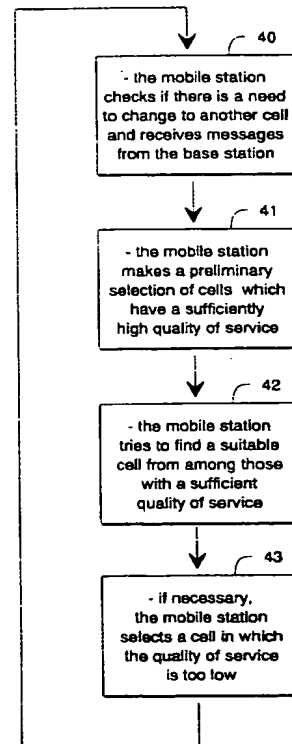 40
- the mobile station
checks if there is a need
to change to another cell
and receives messages
from the base station
41
- the mobile station
makes a preliminary
selection of cells which
have a sufficiently
high quality of service
42
- the mobile station
tries to find a suitable
cell from among those
with a sufficient
quality of service
43
- if necessary,
the mobile station
selects a cell in which
the quality of service
is too low